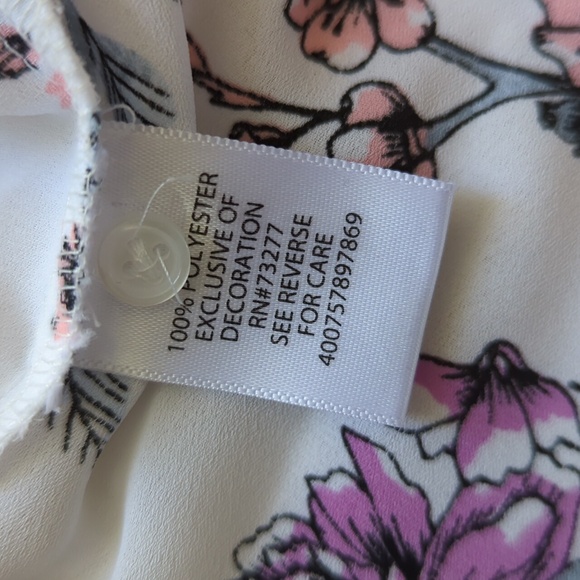 100% POLYESTER
EXCLUSIVE OF
DECORATION
RN#73277
SEE REVERSE
FOR CARE
400757897869